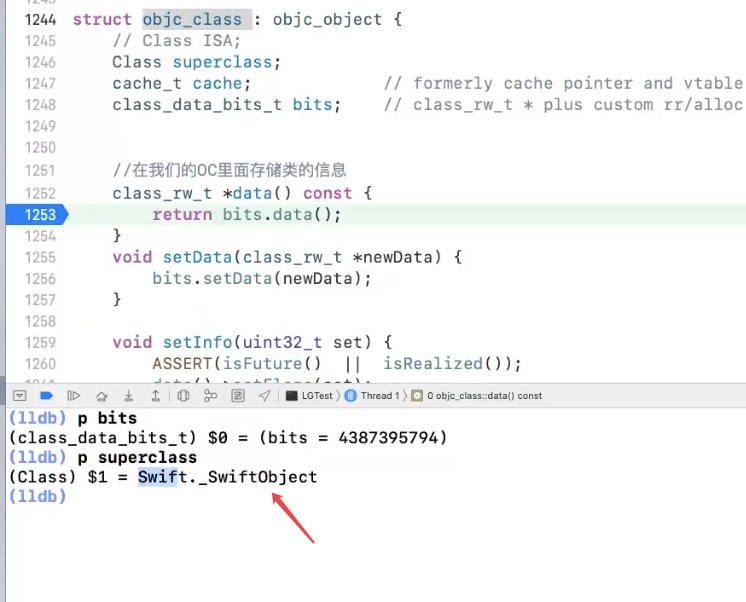 1244 struct objc_class : objc_object {
1245 // Class ISA;
1246 Class superclass;
1247 cache_t cache; // formerly cache pointer and vtable
1248 class_data_bits_t bits; // class_rw_t * plus custom rr/alloc
1249
1250
1251 //在我们的OC里面存储类的信息
1252 class_rw_t *data() const {
1253 return bits.data();
1254 }
1255 void setData(class_rw_t *newData) {
1256 bits.setData(newData);
1257 }
1258
1259 void setInfo(uint32_t set) {
1260 ASSERT(isFuture() || isRealized());
LGTest 〉 Thread 1 〉 0 objc_class::data() const
(lldb) p bits
(class_data_bits_t) $0 = (bits = 4387395794)
(lldb) p superclass
(Class) $1 = Swift._SwiftObject
(lldb)